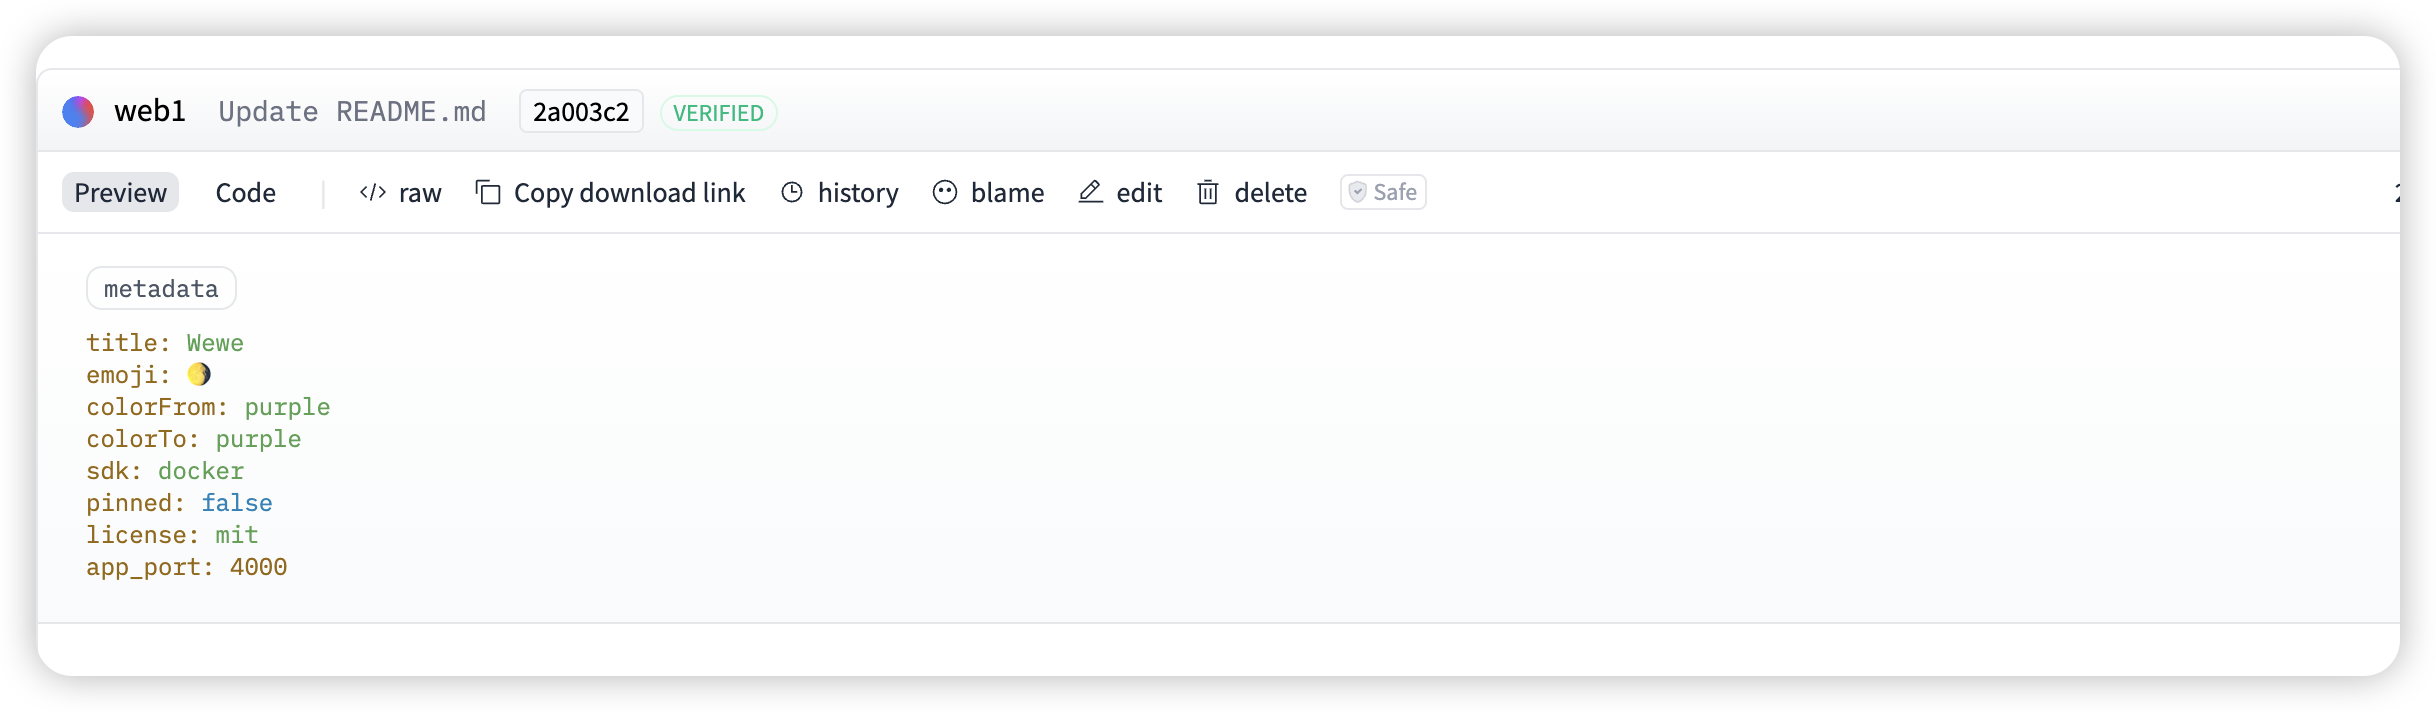 web1 Update README.md 2a003c2 VERIFIED
Preview Code raw Copy download link history blame edit delete Safe
metadata
title: Wewe
emoji: 🌖
colorFrom: purple
colorTo: purple
sdk: docker
pinned: false
license: mit
app_port: 4000